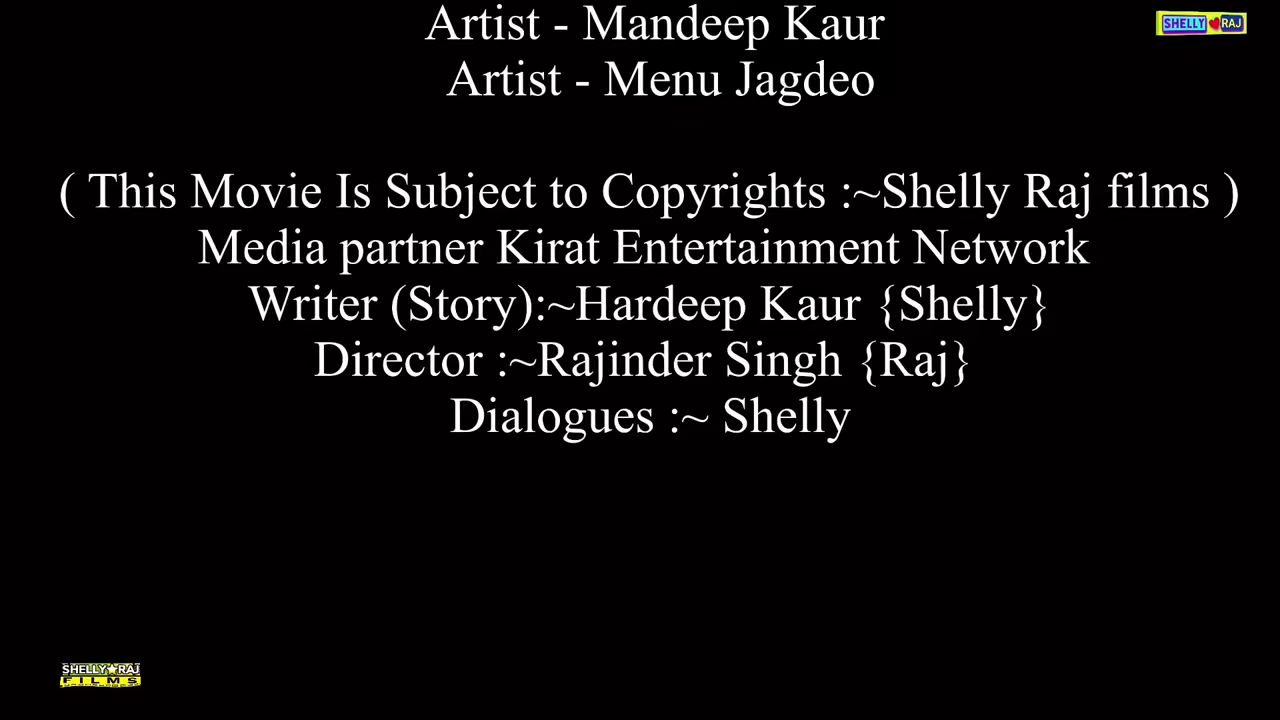 Artist - Mandeep Kaur
SHELLY RAJ
Artist - Menu Jagdeo
( This Movie Is Subject to Copyrights :~Shelly Raj films )
Media partner Kirat Entertainment Network
Writer (Story):~Hardeep Kaur {Shelly}
Director :~Rajinder Singh {Raj}
Dialogues :~ Shelly
SHELLY RAJ
FILMS